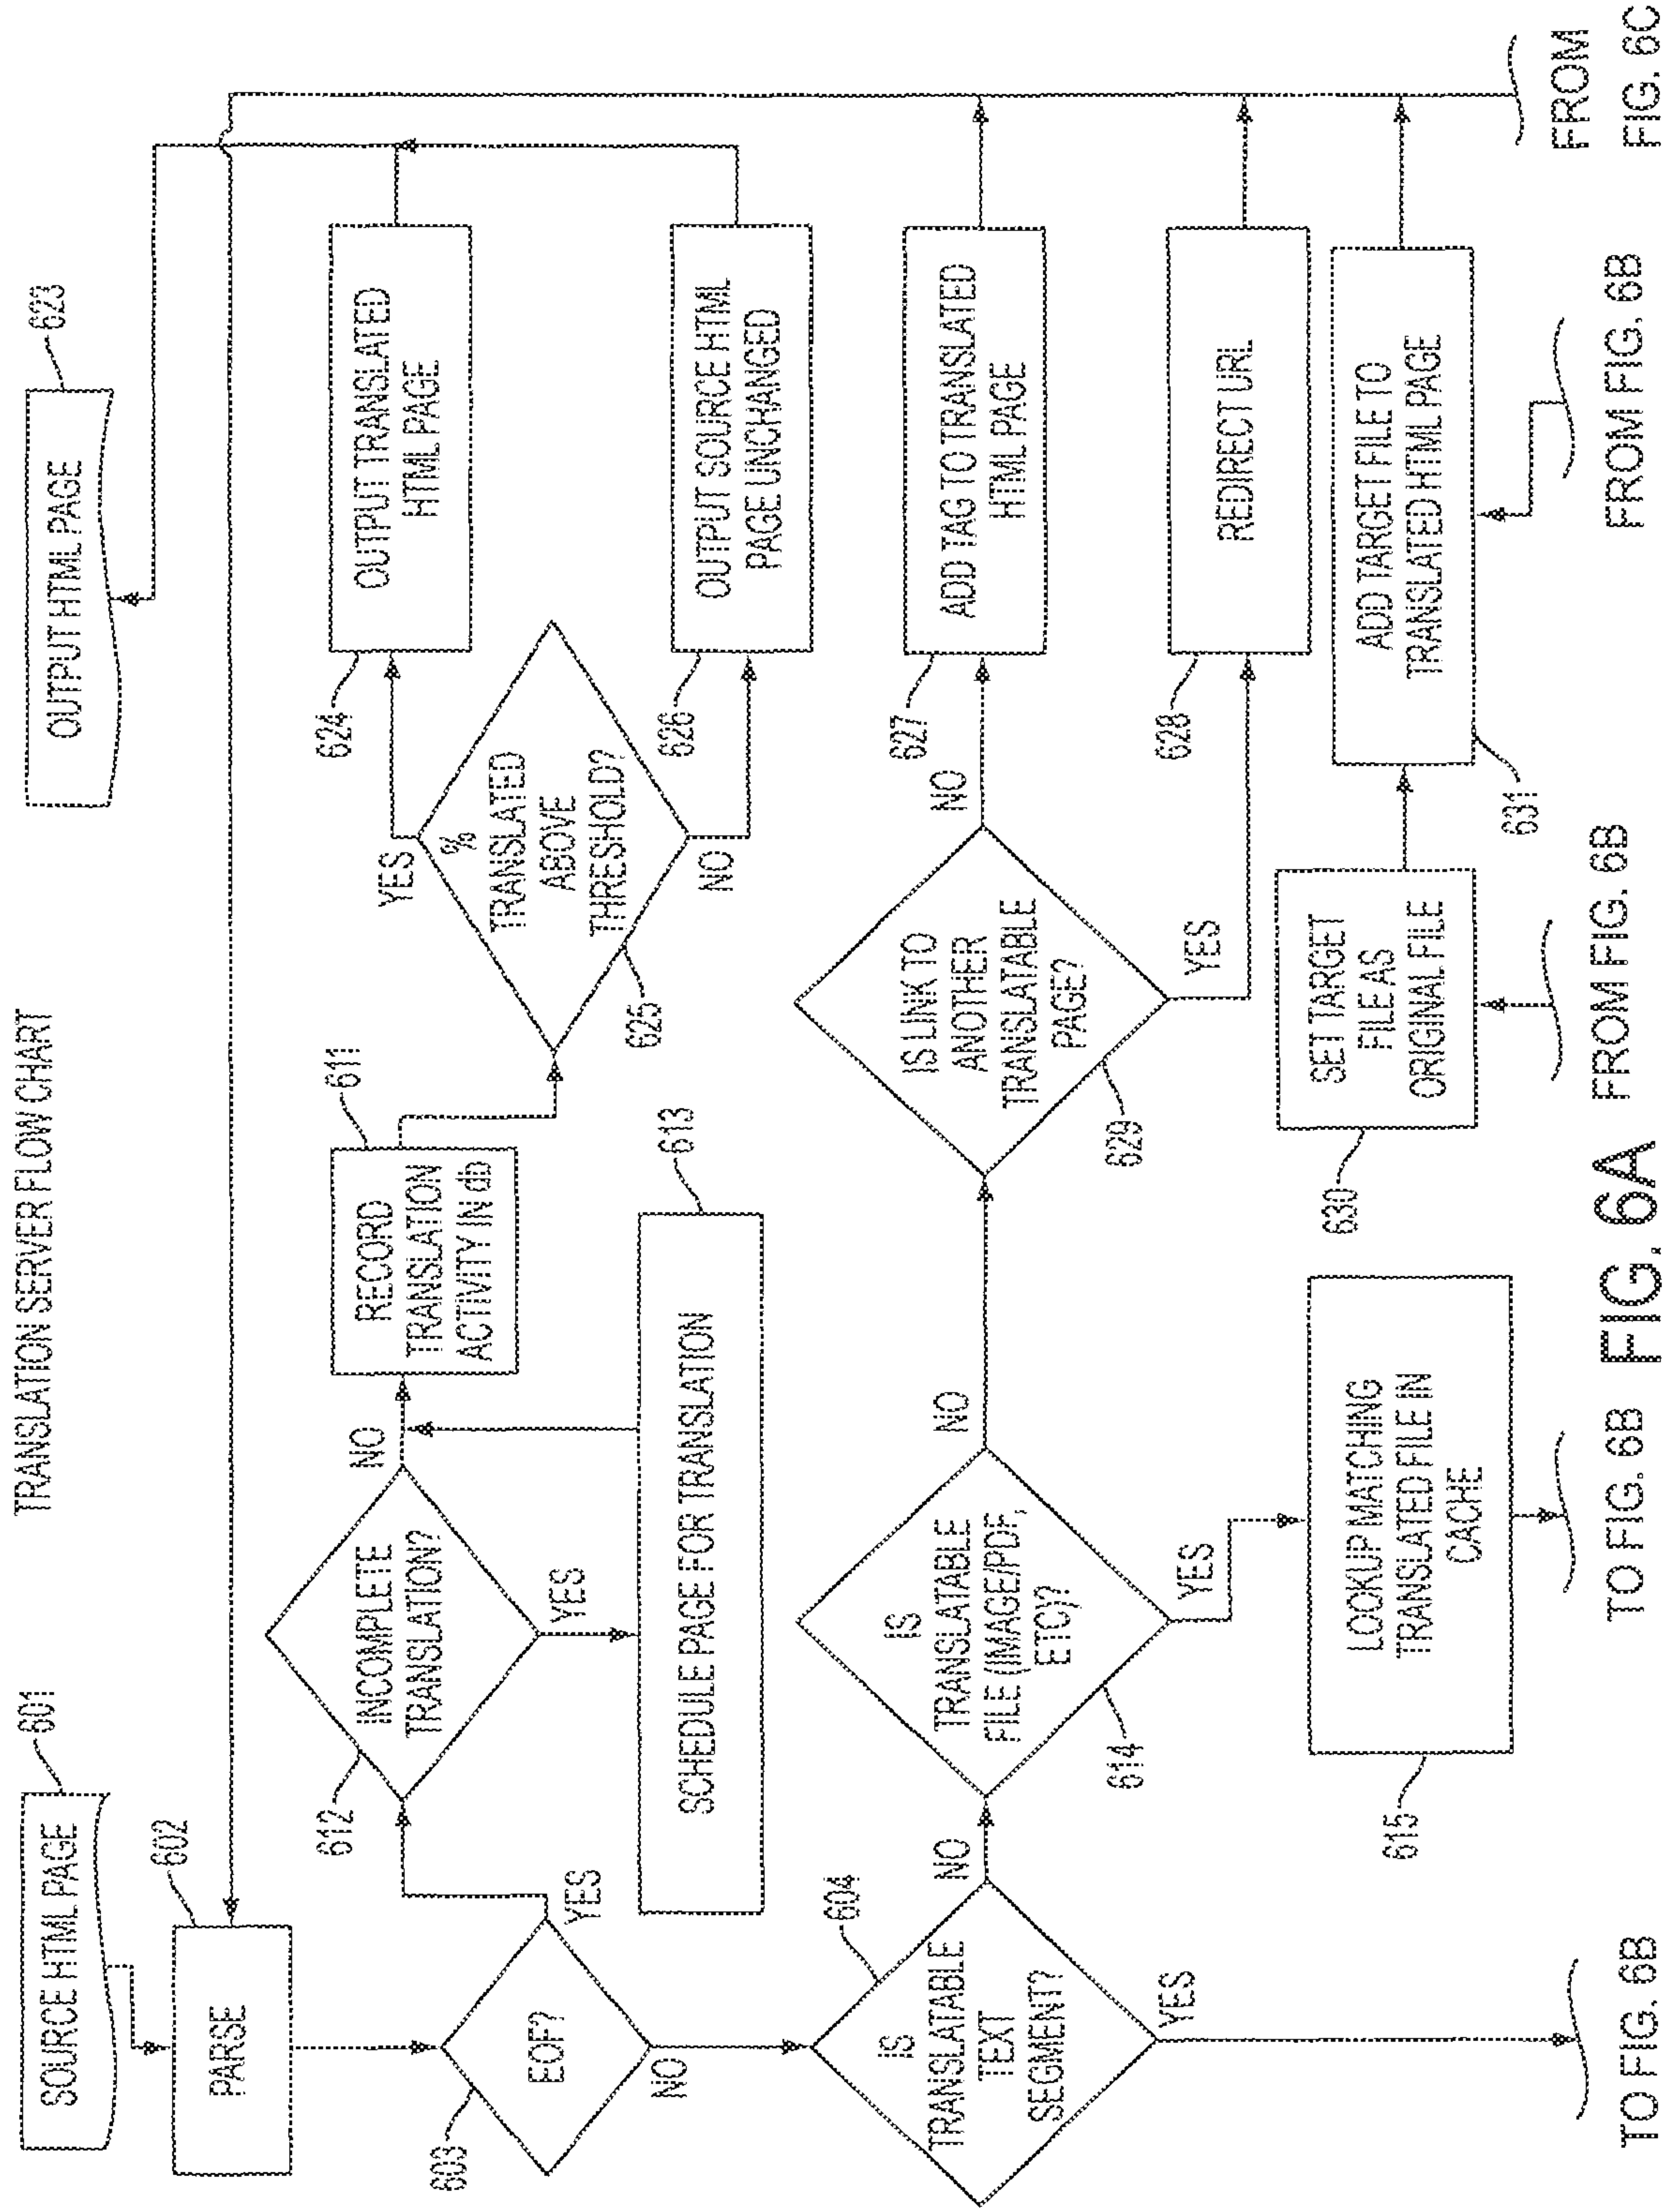 TRANSLATION SERVER FLOW CHART
SOURCE HTML PAGE
601
OUTPUT HTML PAGE
623
602
PARSE
603
EOF?
YES
NO
612
INCOMPLETE
TRANSLATION?
NO
YES
611
RECORD
TRANSLATION
ACTIVITY IN db
613
SCHEDULE PAGE FOR TRANSLATION
%
TRANSLATED
ABOVE
THRESHOLD?
625
YES
NO
624
OUTPUT TRANSLATED
HTML PAGE
626
OUTPUT SOURCE HTML
PAGE UNCHANGED
604
IS
TRANSLATABLE
TEXT
SEGMENT?
NO
YES
IS
TRANSLATABLE
FILE (IMAGE/PDF,
ETC)?
614
NO
YES
IS LINK TO
ANOTHER
TRANSLATABLE
PAGE?
629
NO
YES
627
ADD TAG TO TRANSLATED
HTML PAGE
628
REDIRECT URL
615
LOOKUP MATCHING
TRANSLATED FILE IN
CACHE
630
SET TARGET
FILE AS
ORIGINAL FILE
631
ADD TARGET FILE TO
TRANSLATED HTML PAGE
TO FIG. 6B
TO FIG. 6B
FROM FIG. 6B
FROM FIG. 6B
FROM
FIG. 6C
FIG. 6A